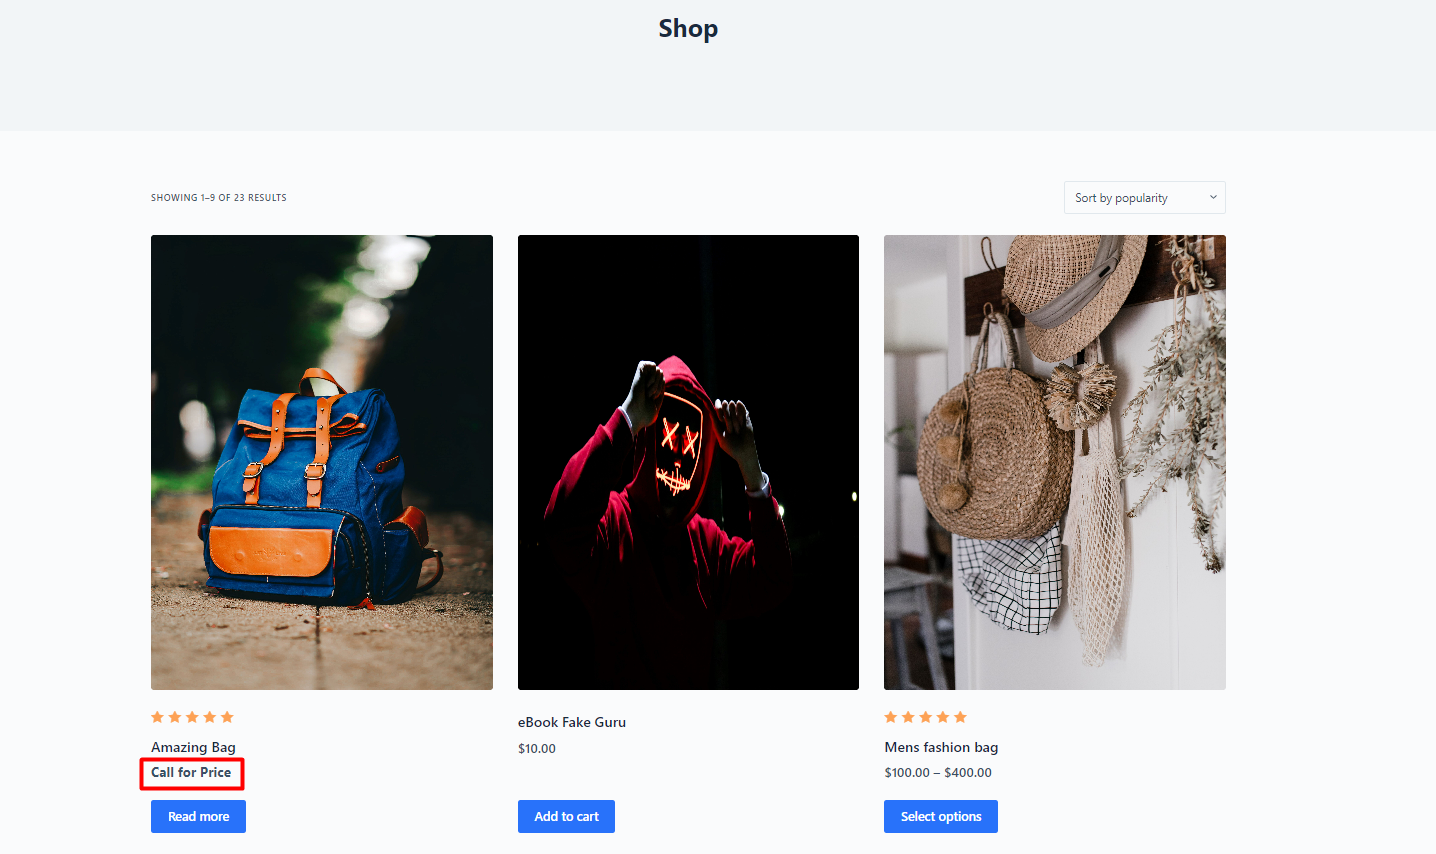 Shop
SHOWING 1–9 OF 23 RESULTS
Sort by popularity
Amazing Bag
Call for Price
Read more
eBook Fake Guru
$10.00
Add to cart
Mens fashion bag
$100.00 – $400.00
Select options